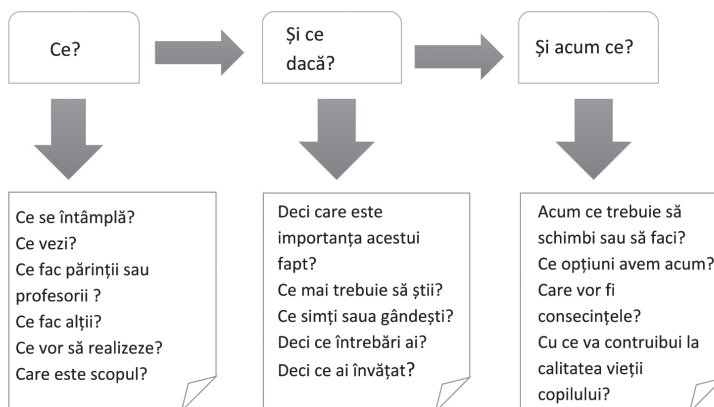 Ce?
Și ce
dacă?
Și acum ce?
Ce se întâmplă?
Ce vezi?
Ce fac părinții sau
profesorii ?
Ce fac alții?
Ce vor să realizeze?
Care este scopul?
Deci care este
importanța acestui
fapt?
Ce mai trebuie să știi?
Ce simți saua gândești?
Deci ce întrebări ai?
Deci ce ai învățat?
Acum ce trebuie să
schimbi sau să faci?
Ce opțiuni avem acum?
Care vor fi
consecințele?
Cu ce va contruibui la
calitatea vieții
copilului?